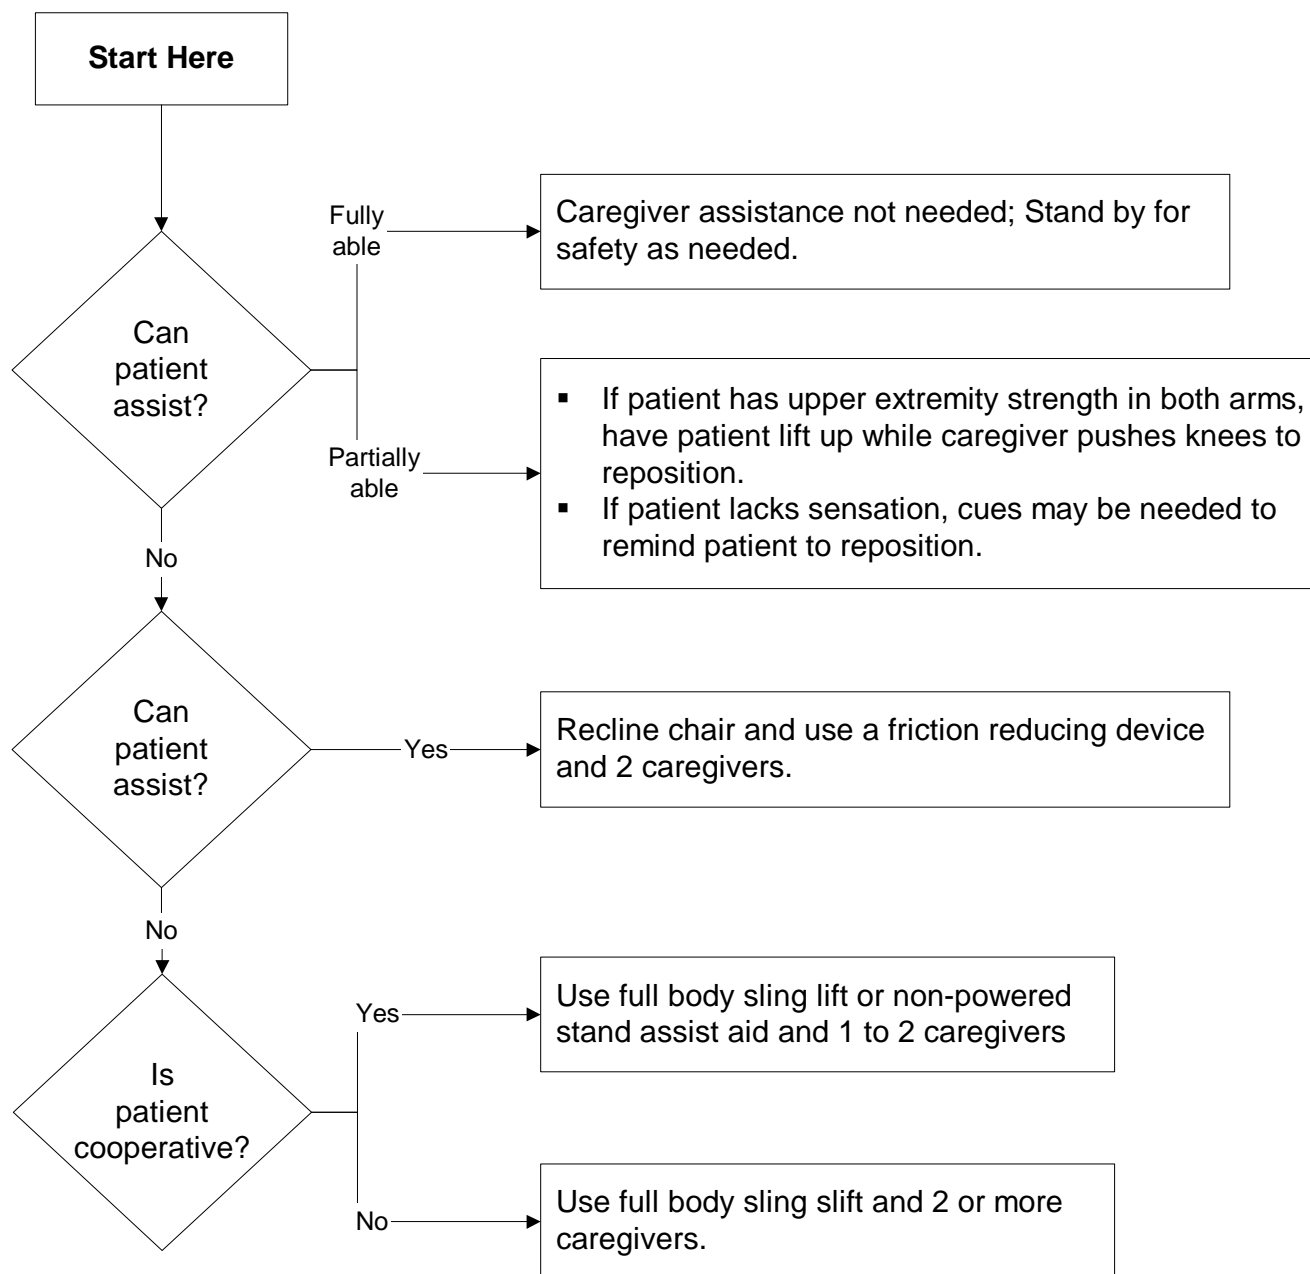 Start Here
Fully
able
Caregiver assistance not needed; Stand by for
safety as needed.
Can
patient
assist?
Partially
able
▪ If patient has upper extremity strength in both arms,
have patient lift up while caregiver pushes knees to
reposition.
▪ If patient lacks sensation, cues may be needed to
remind patient to reposition.
No
Can
patient
assist?
Yes
Recline chair and use a friction reducing device
and 2 caregivers.
No
Is
patient
cooperative?
Yes
Use full body sling lift or non-powered
stand assist aid and 1 to 2 caregivers
No
Use full body sling slift and 2 or more
caregivers.